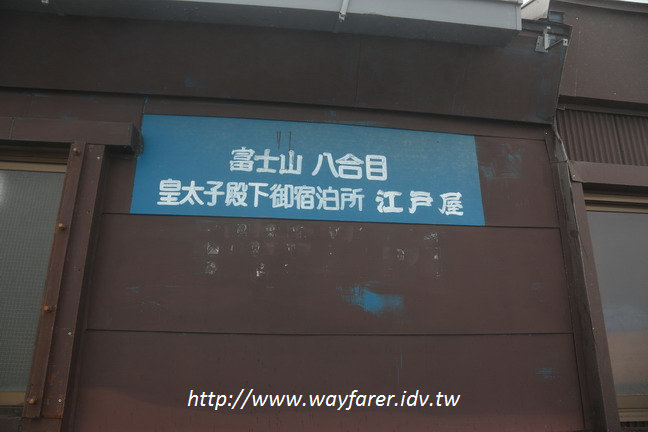 富士山 八合目
皇太子殿下御宿泊所 江戸屋
http://www.wayfarer.idv.tw